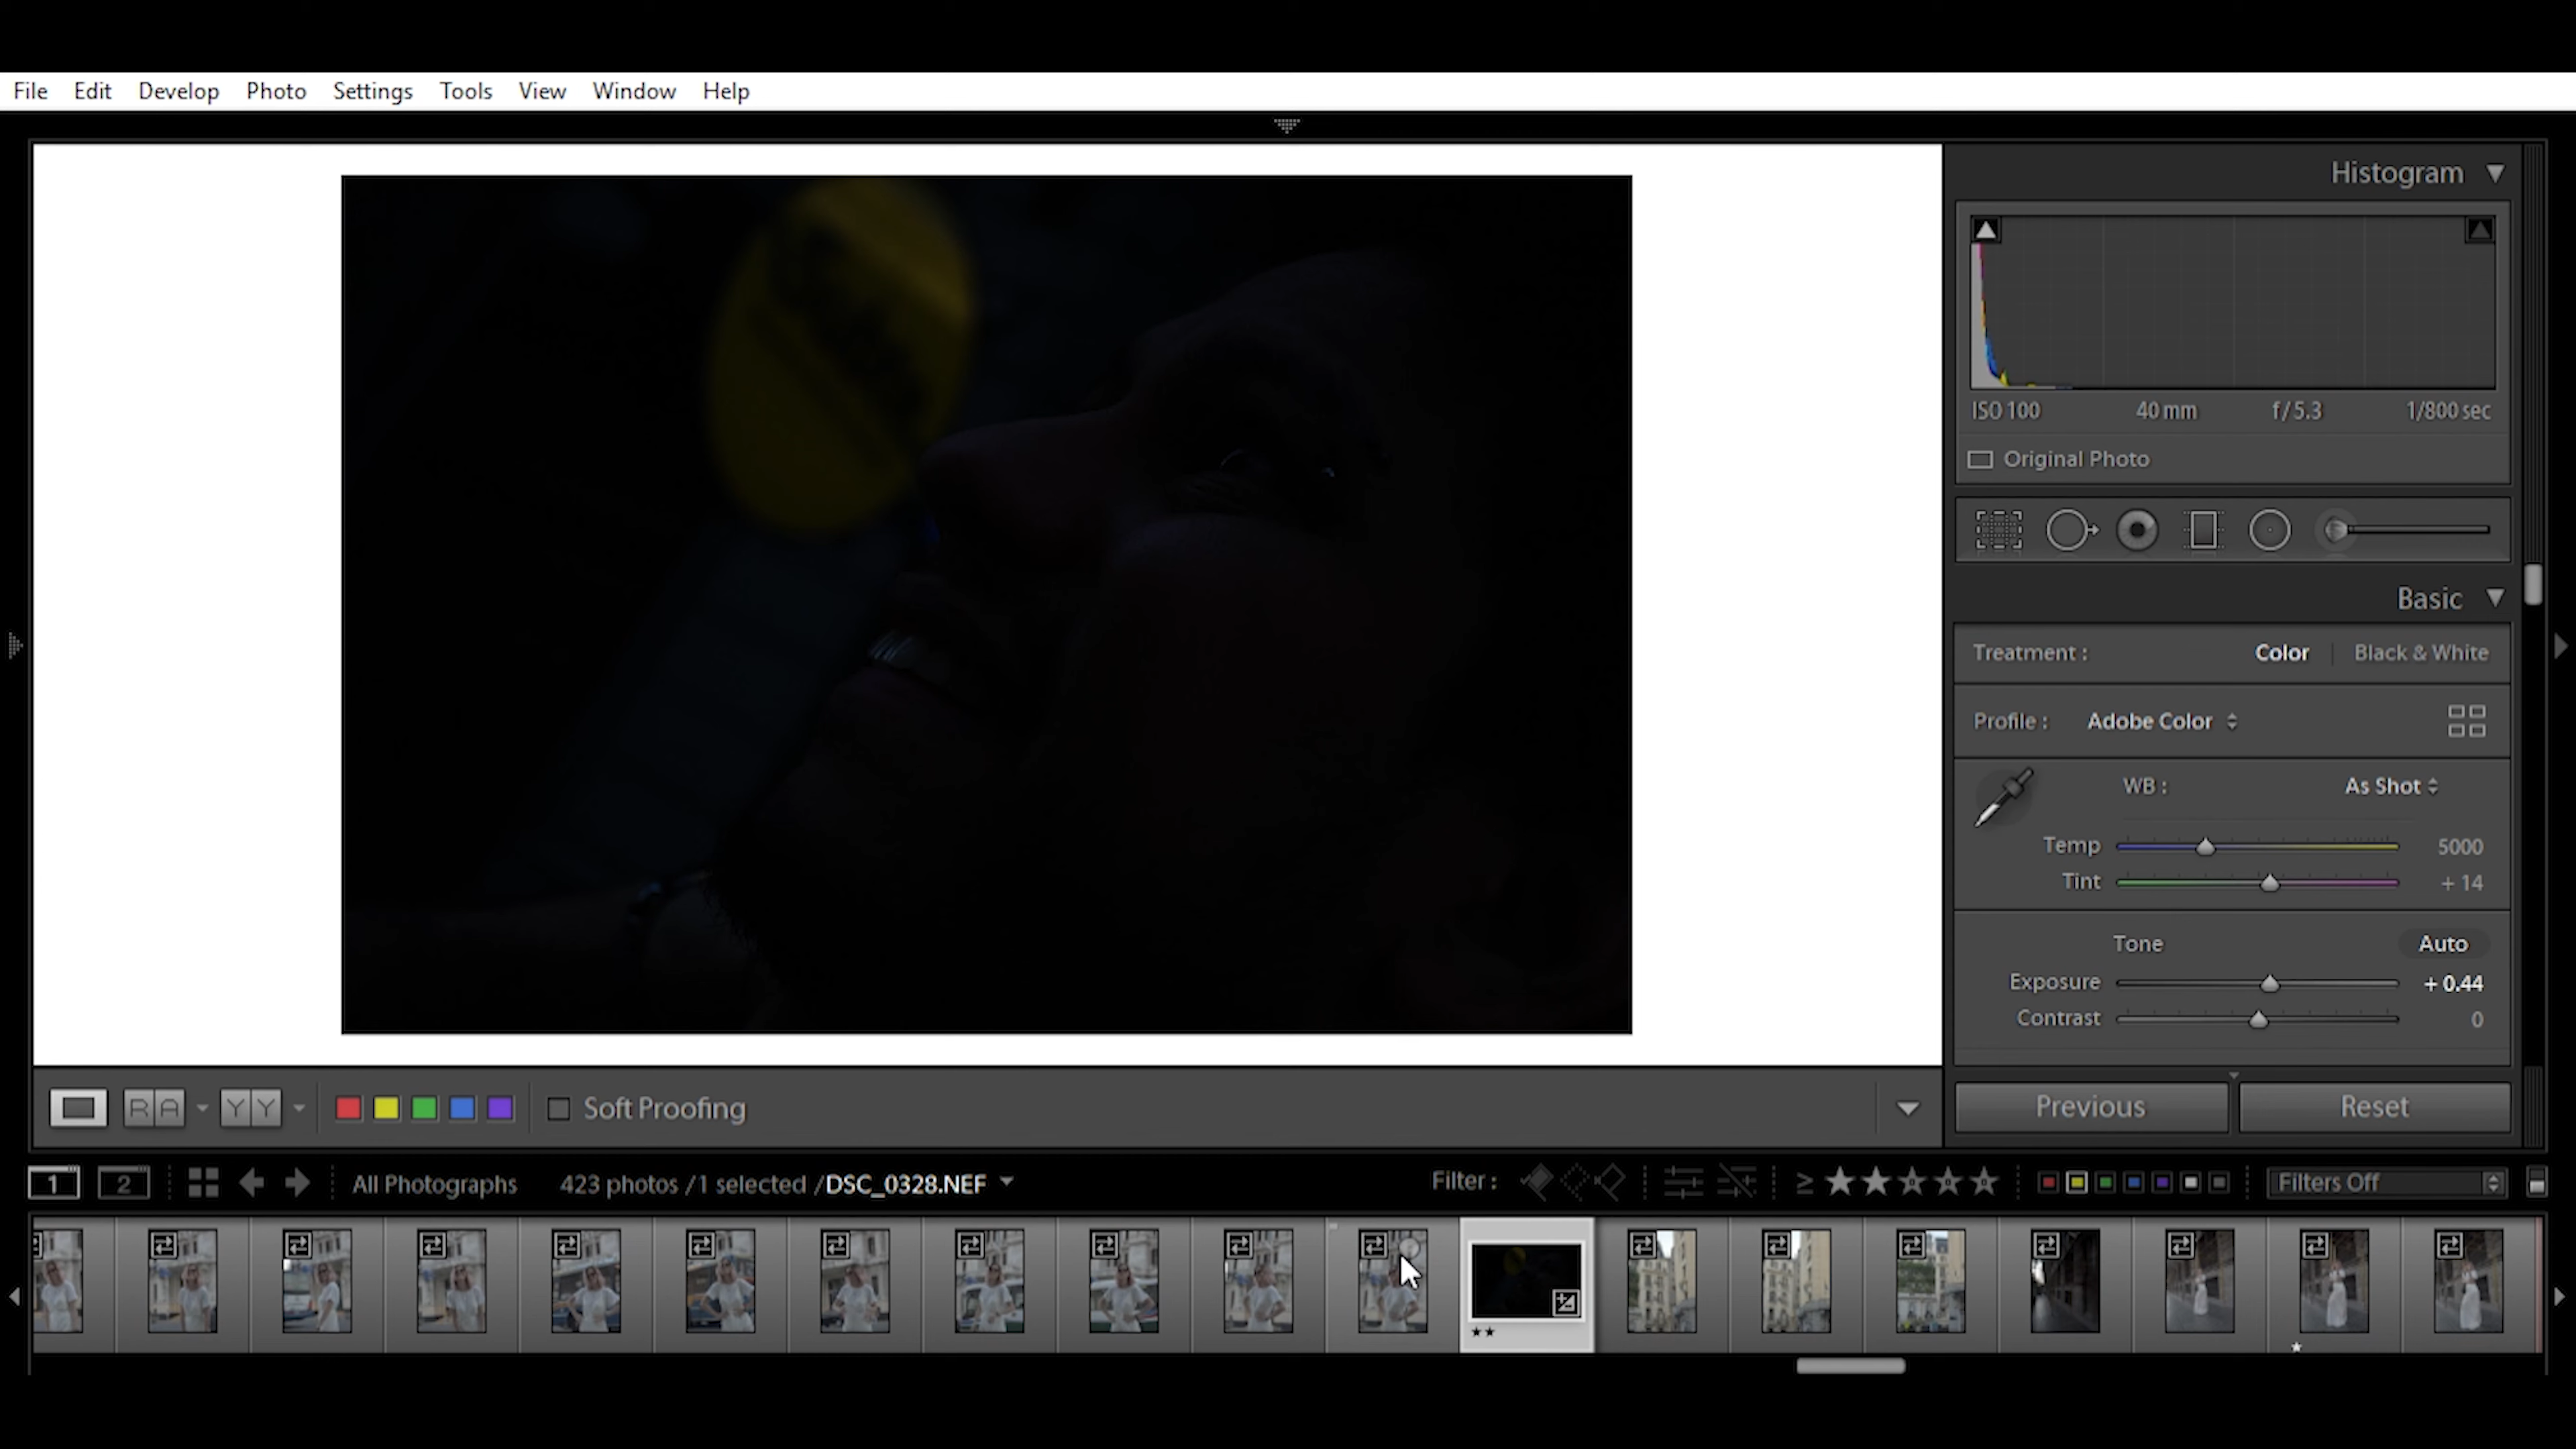 File Edit Develop Photo Settings Tools View Window Help
Histogram
ISO 100 40 mm f / 5.3 1/800 sec
Original Photo
Basic
Treatment : Color Black & White
Profile : Adobe Color
WB : As Shot
Temp 5000
Tint + 14
Tone Auto
Exposure + 0.44
Contrast 0
R A Y Y Soft Proofing
Previous Reset
1 2 All Photographs 423 photos / 1 selected / DSC_0328.NEF Filter : ≥ Filters Off